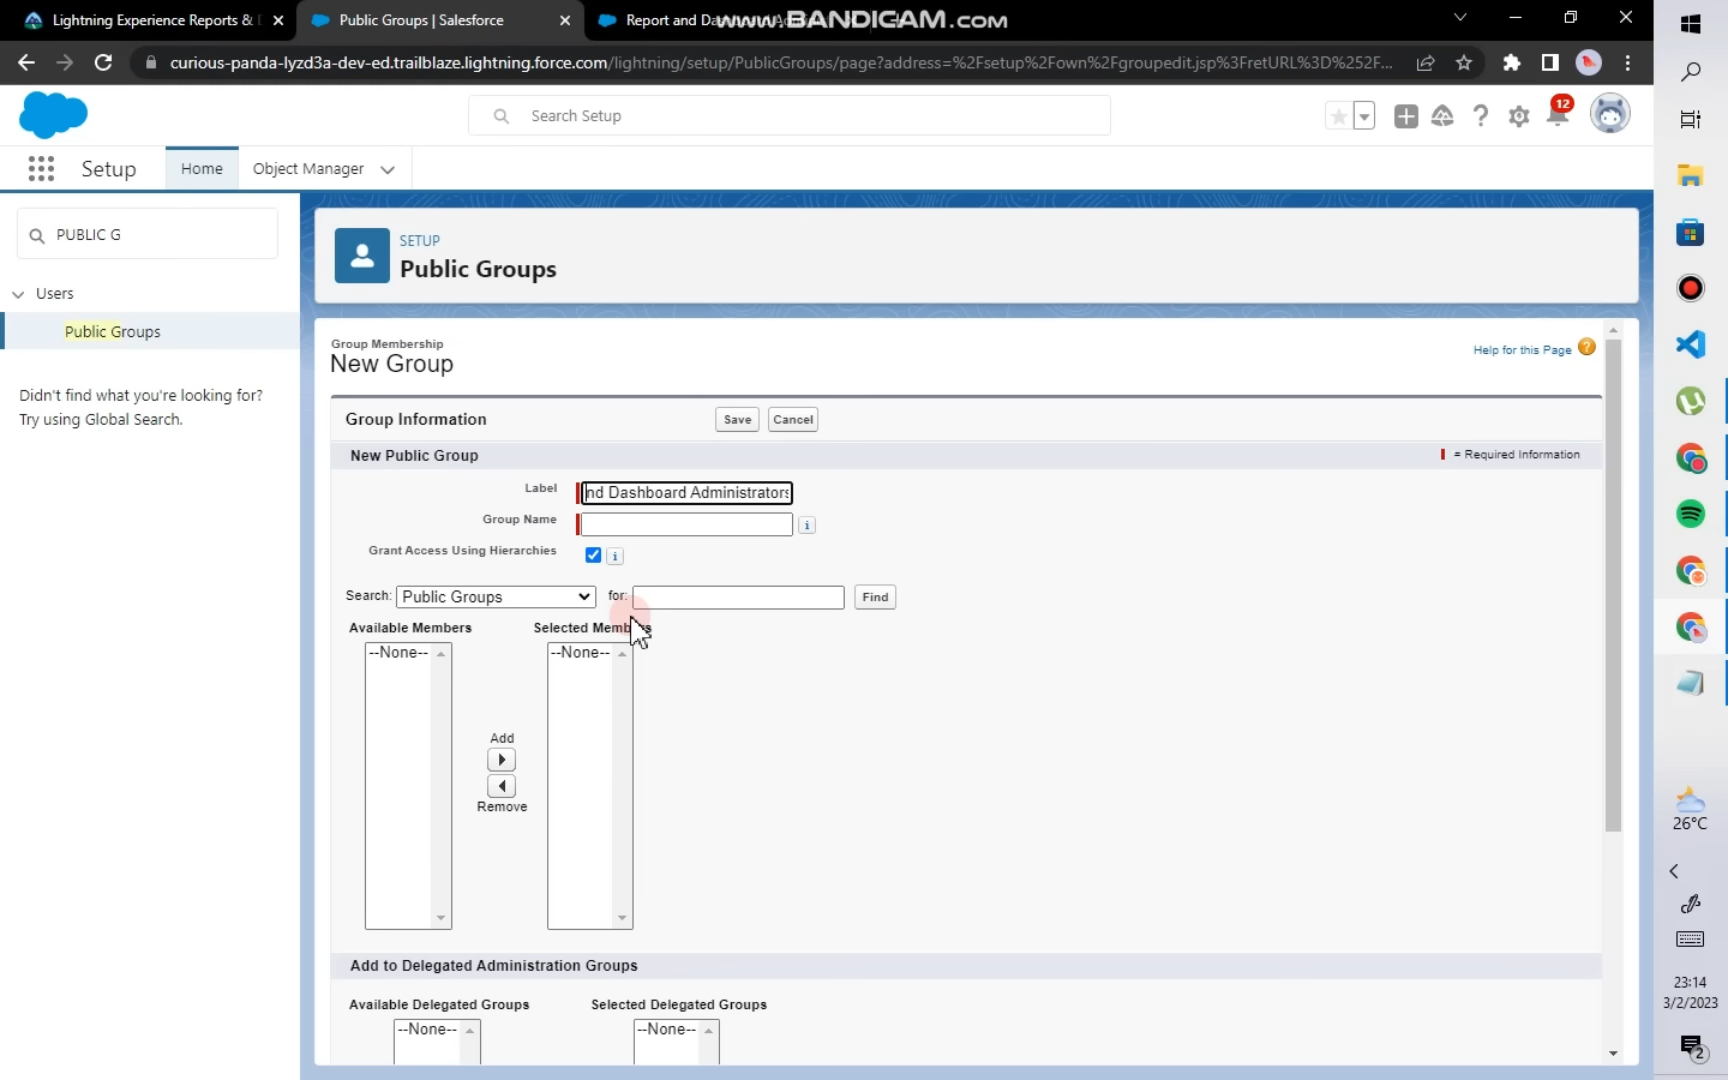 Lightning Experience Reports &
Public Groups | Salesforce
Report and
www.BANDICAM.com
curious-panda-lyzd3a-dev-ed.trailblaze.lightning.force.com/lightning/setup/PublicGroups/page?address=%2Fsetup%2Fown%2Fgroupedit.jsp%3FretURL%3D%252F...
Search Setup
12
Setup
Home
Object Manager
PUBLIC G
Users
Public Groups
Didn't find what you're looking for?
Try using Global Search.
SETUP
Public Groups
Group Membership
New Group
Help for this Page
Group Information
Save
Cancel
New Public Group
= Required Information
Label
nd Dashboard Administrators
Group Name
Grant Access Using Hierarchies
Search:
Public Groups
for:
Find
Available Members
Selected Members
--None--
--None--
Add
Remove
Add to Delegated Administration Groups
Available Delegated Groups
Selected Delegated Groups
--None--
--None--
26°C
23:14
3/2/2023
2